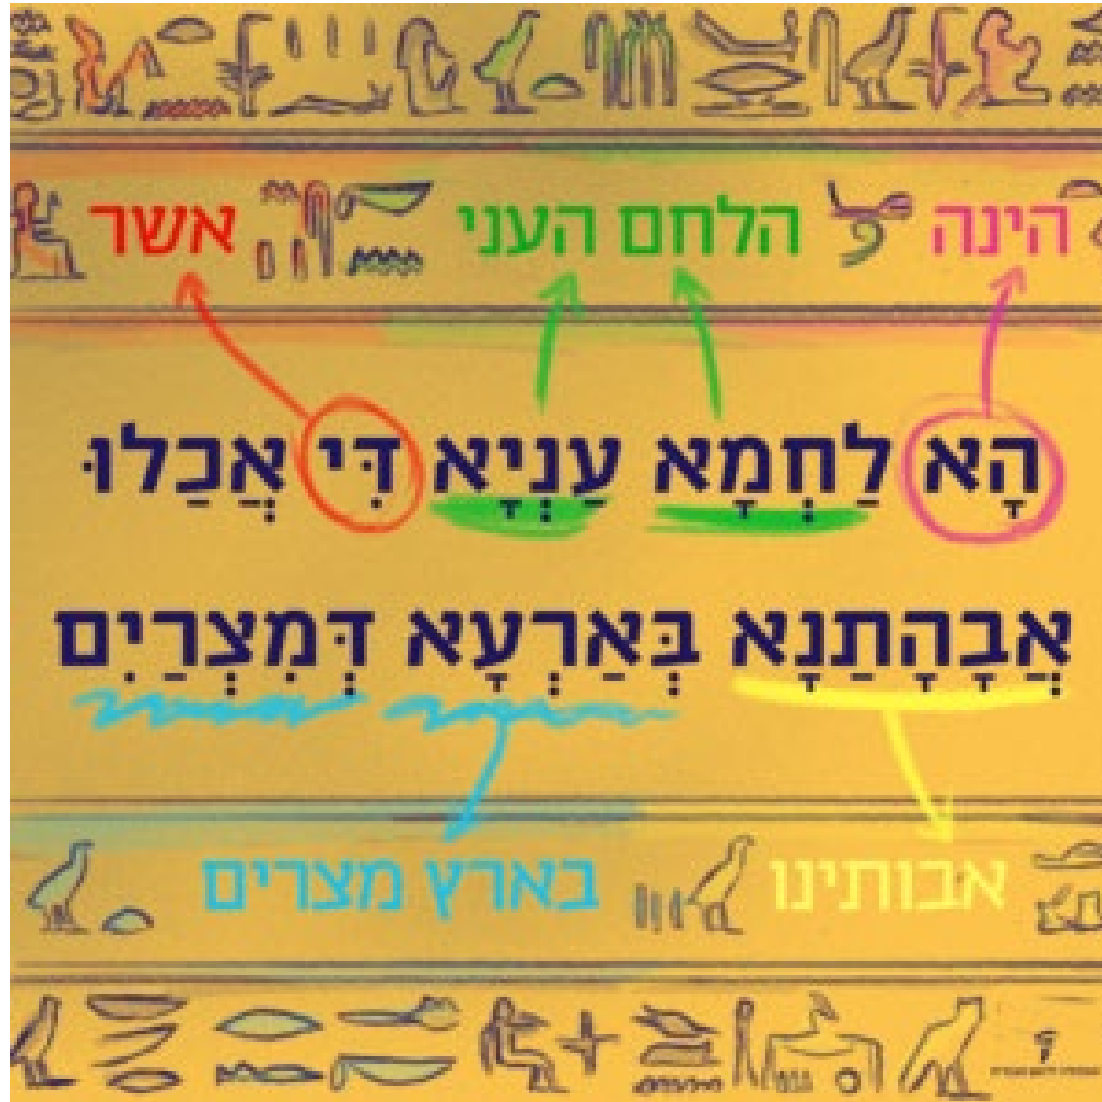 הינה הלחם העני אשר
הָא לַחְמָא עַנְיָא דִּי אֲכַלוּ
אֲבָהָתַנָא בְּאַרְעָא דְּמִצְרַיִם
אבותינו בארץ מצרים